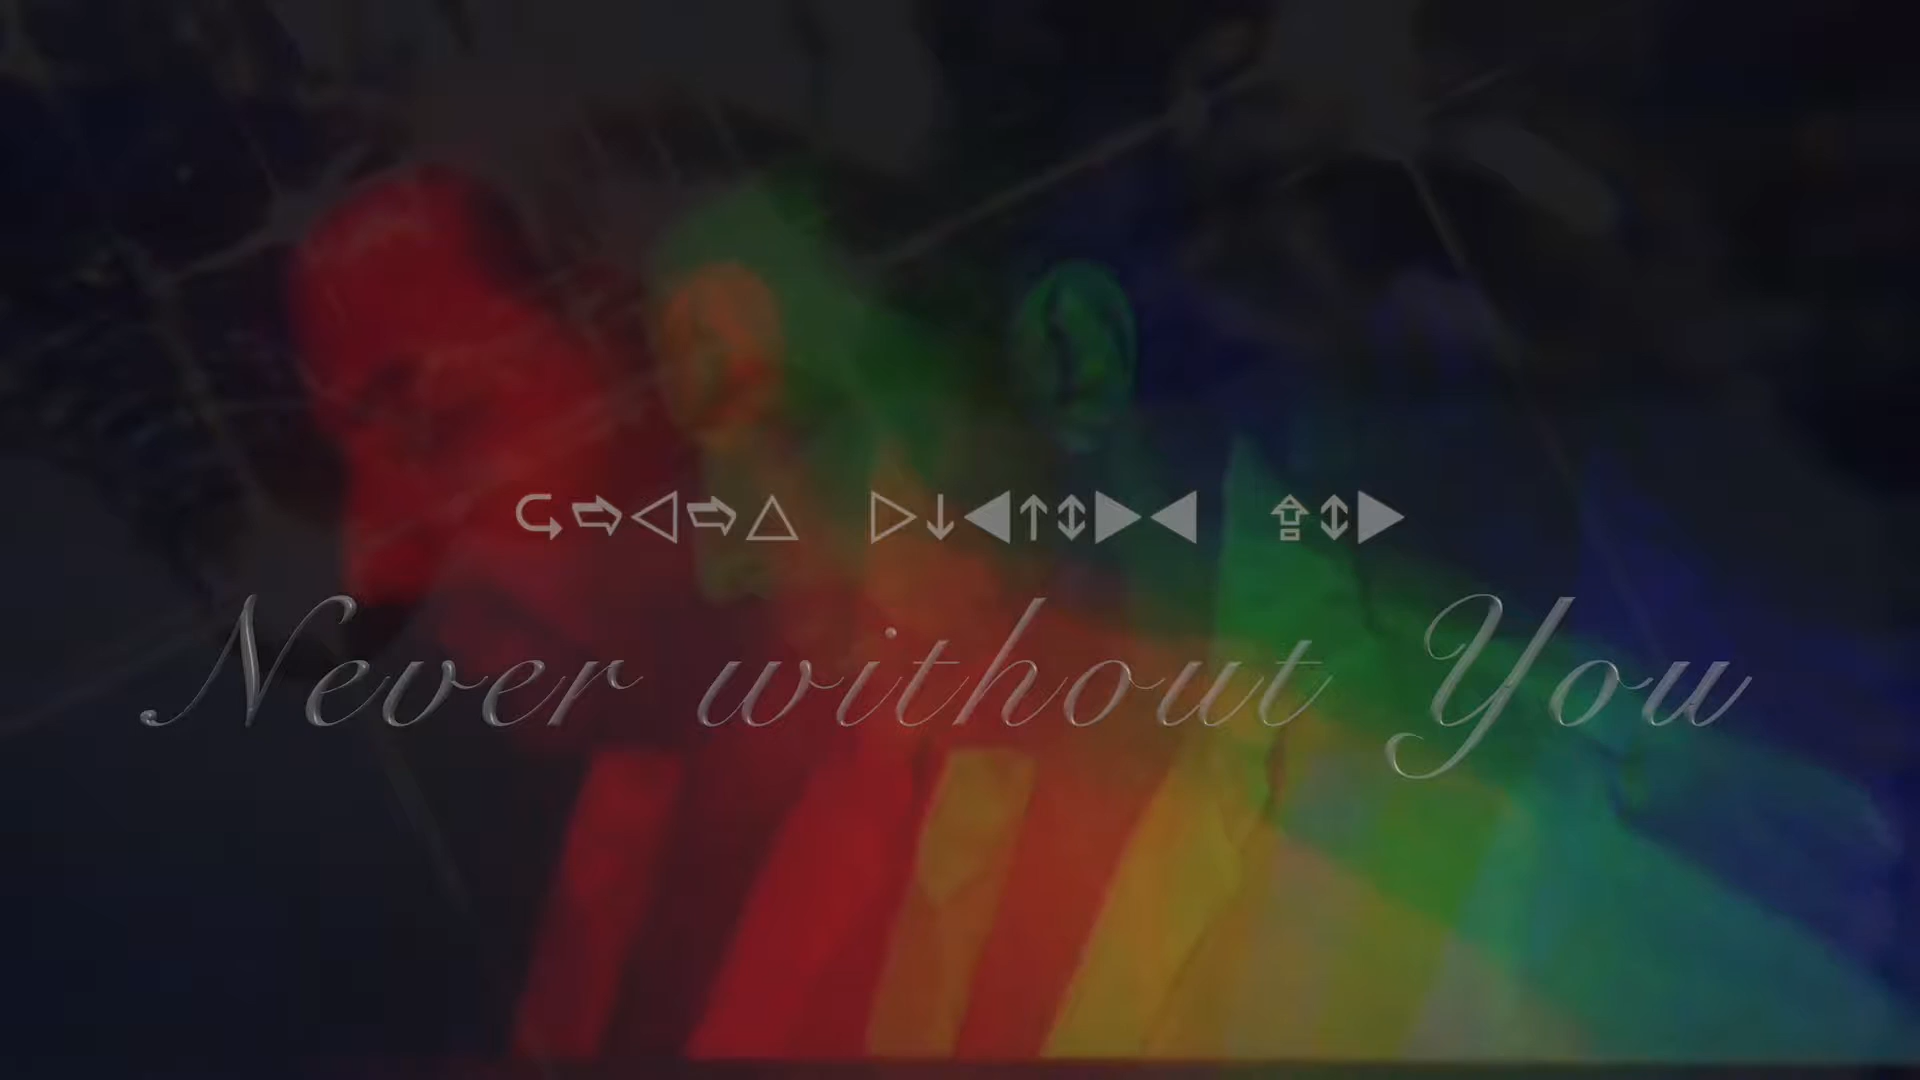 ⮎⇨◁⇨△ ▷↓◀↑↕▶◀ ⇪↕▶
Never without You